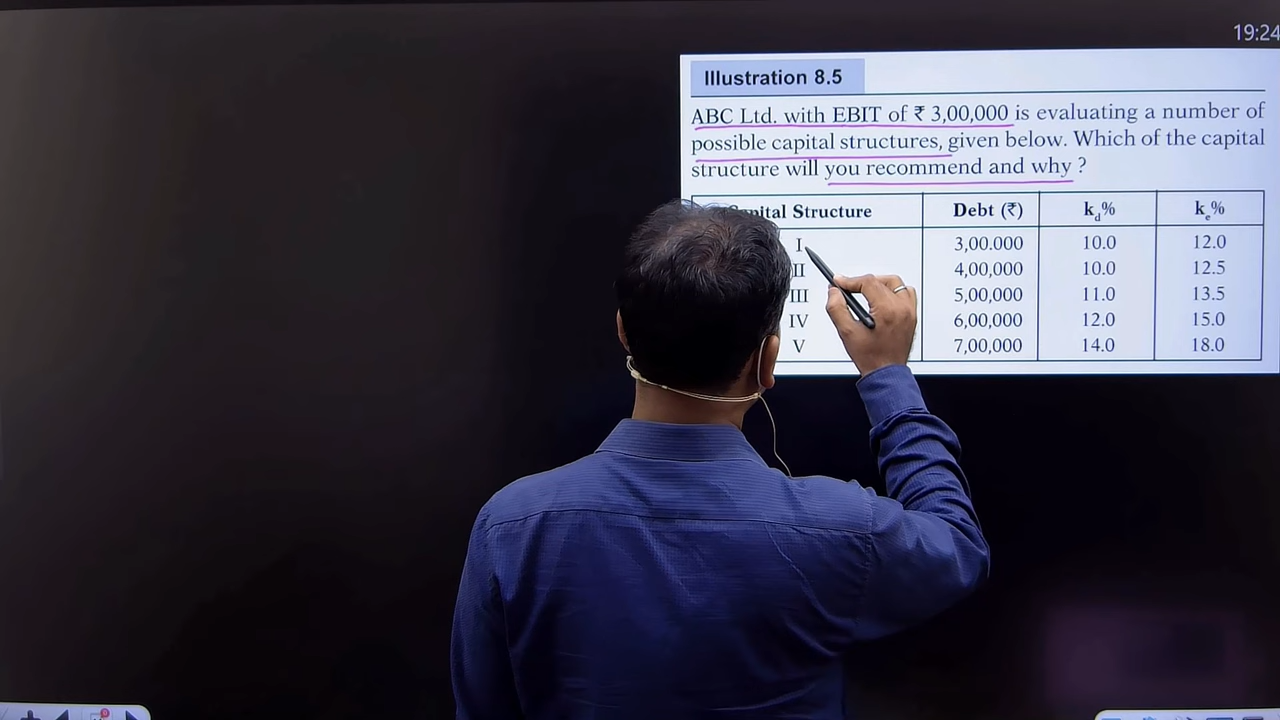 19:24
Illustration 8.5
ABC Ltd. with EBIT of ₹ 3,00,000 is evaluating a number of
possible capital structures, given below. Which of the capital
structure will you recommend and why ?
Structure Debt (₹) kd% ke%
I 3,00.000 10.0 12.0
II 4,00,000 10.0 12.5
III 5,00,000 11.0 13.5
IV 6,00,000 12.0 15.0
V 7,00,000 14.0 18.0